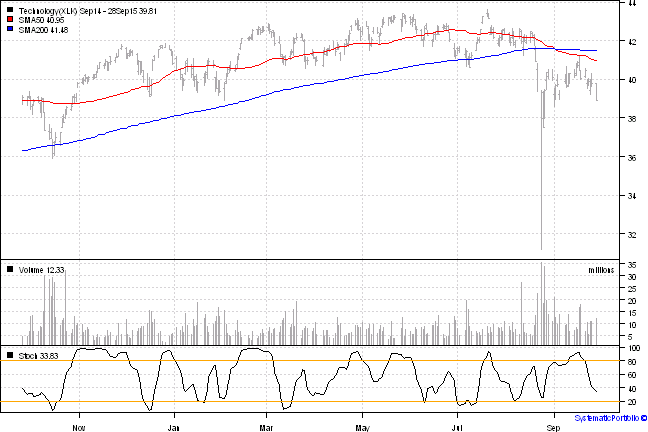 Technology(XLK) Sep14 - 28Sep15 39.81
SMA50 40.95
SMA200 41.48
44
42
40
38
36
34
32
Volume 12.33
millions
35
30
25
20
15
10
5
Stoch 33.83
100
80
60
40
20
Nov
Jan
Mar
May
Jul
Sep
SystematicPortfolio ©